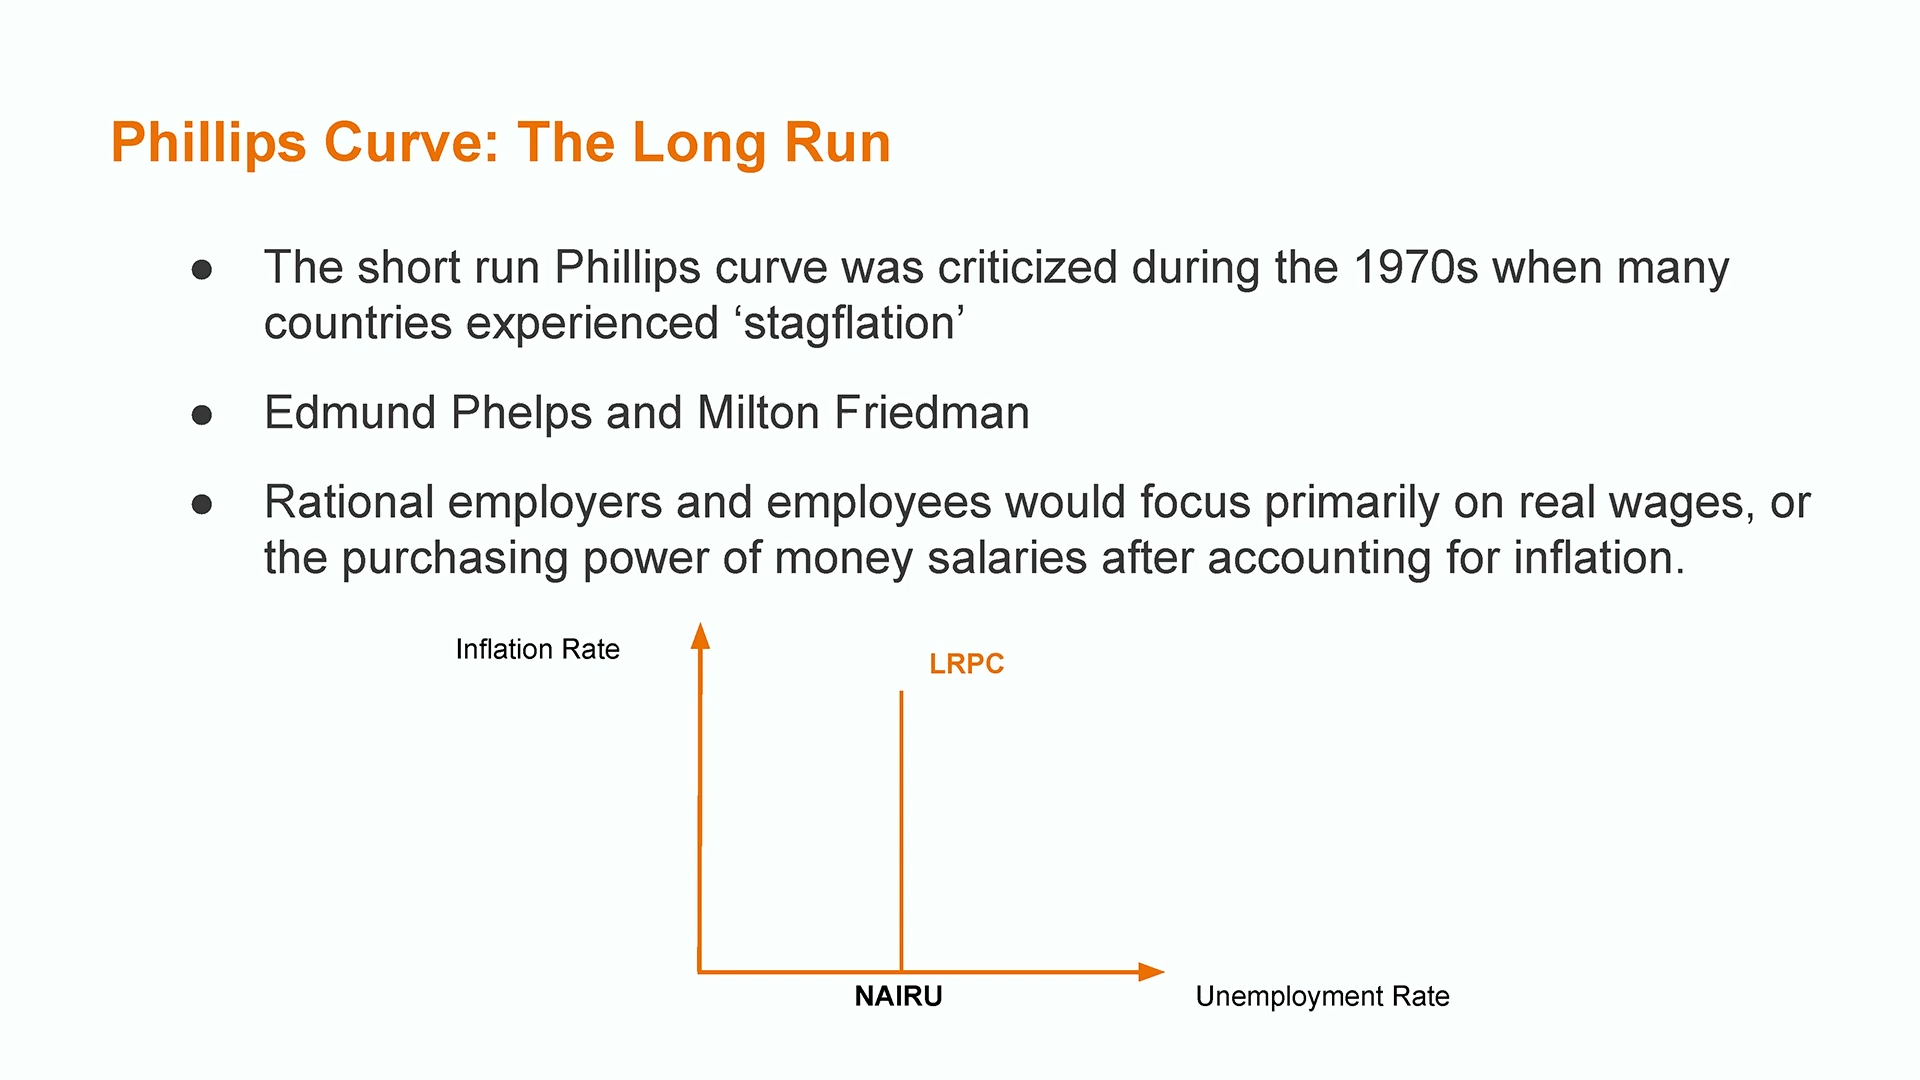 Phillips Curve: The Long Run
● The short run Phillips curve was criticized during the 1970s when many
countries experienced ‘stagflation’
● Edmund Phelps and Milton Friedman
● Rational employers and employees would focus primarily on real wages, or
the purchasing power of money salaries after accounting for inflation.
Inflation Rate
LRPC
NAIRU
Unemployment Rate